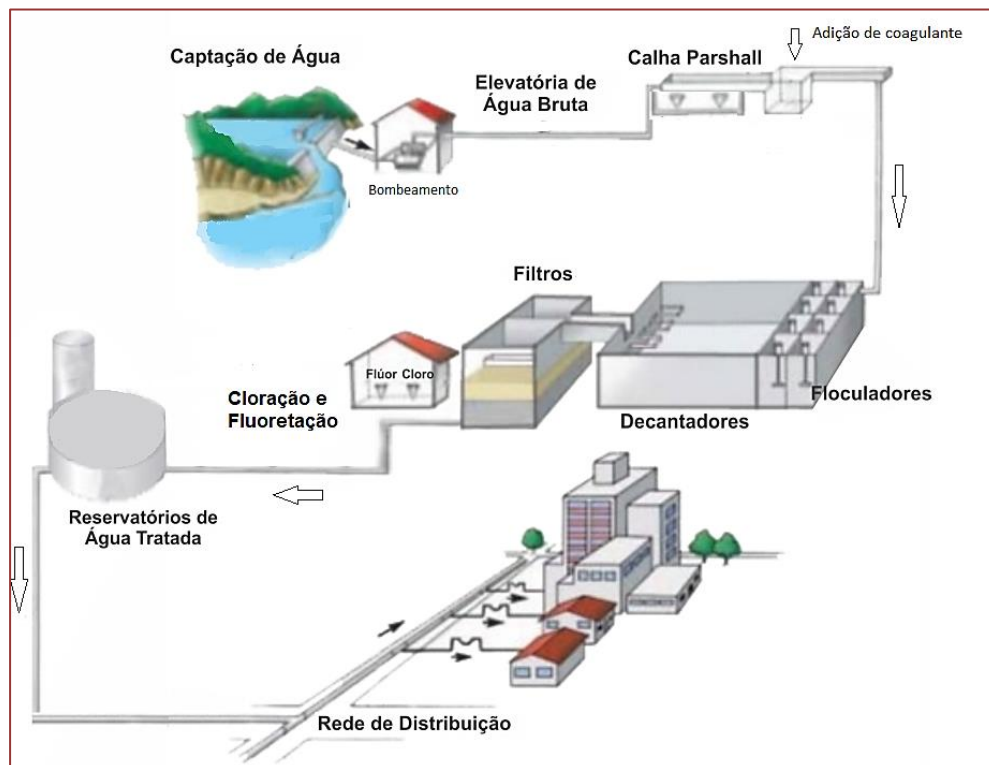 Adição de coagulante
Captação de Água
Calha Parshall
Elevatória de
Água Bruta
Bombeamento
Filtros
Flúor Cloro
Floculadores
Cloração e
Fluoretação
Decantadores
Reservatórios de
Água Tratada
Rede de Distribuição